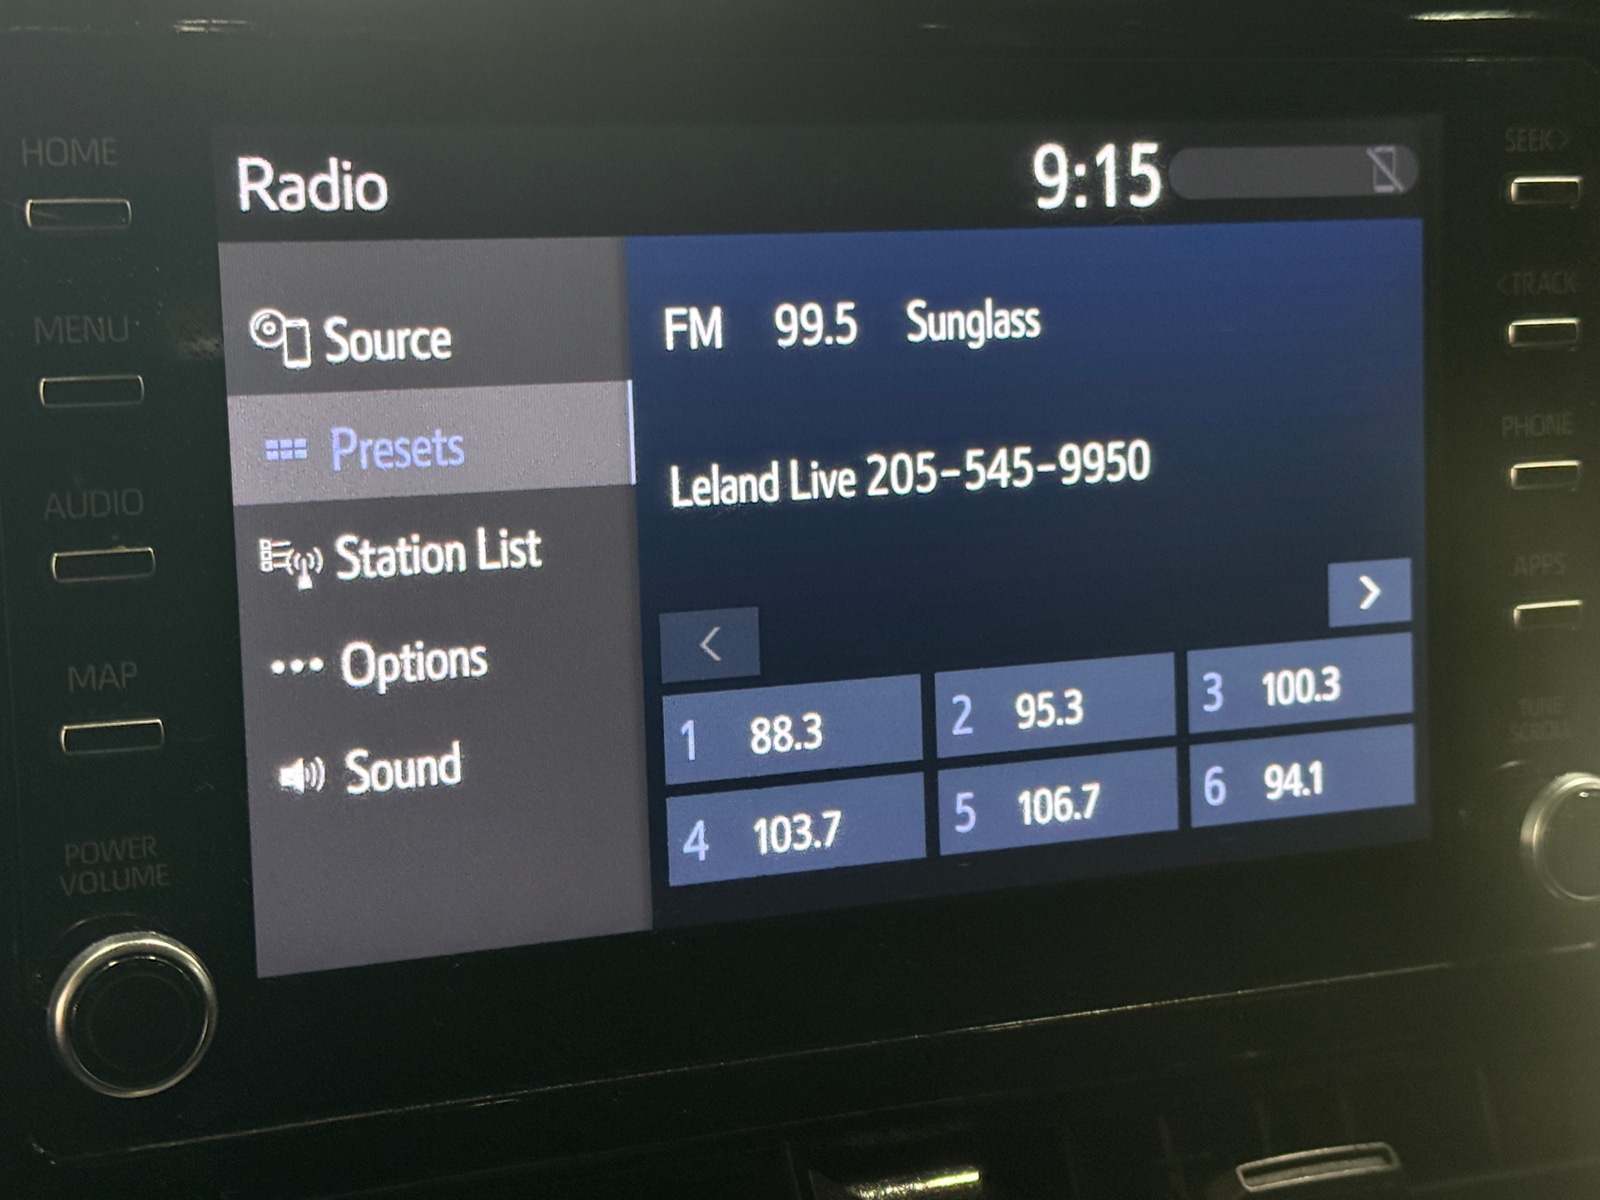 HOME
MENU
AUDIO
MAP
POWER
VOLUME
Radio
9:15
Source
Presets
Station List
Options
Sound
FM 99.5 Sunglass
Leland Live 205-545-9950
<
>
1 88.3
2 95.3
3 100.3
4 103.7
5 106.7
6 94.1
SEEK>
<TRACK
PHONE
APPS
TUNE
SCROLL